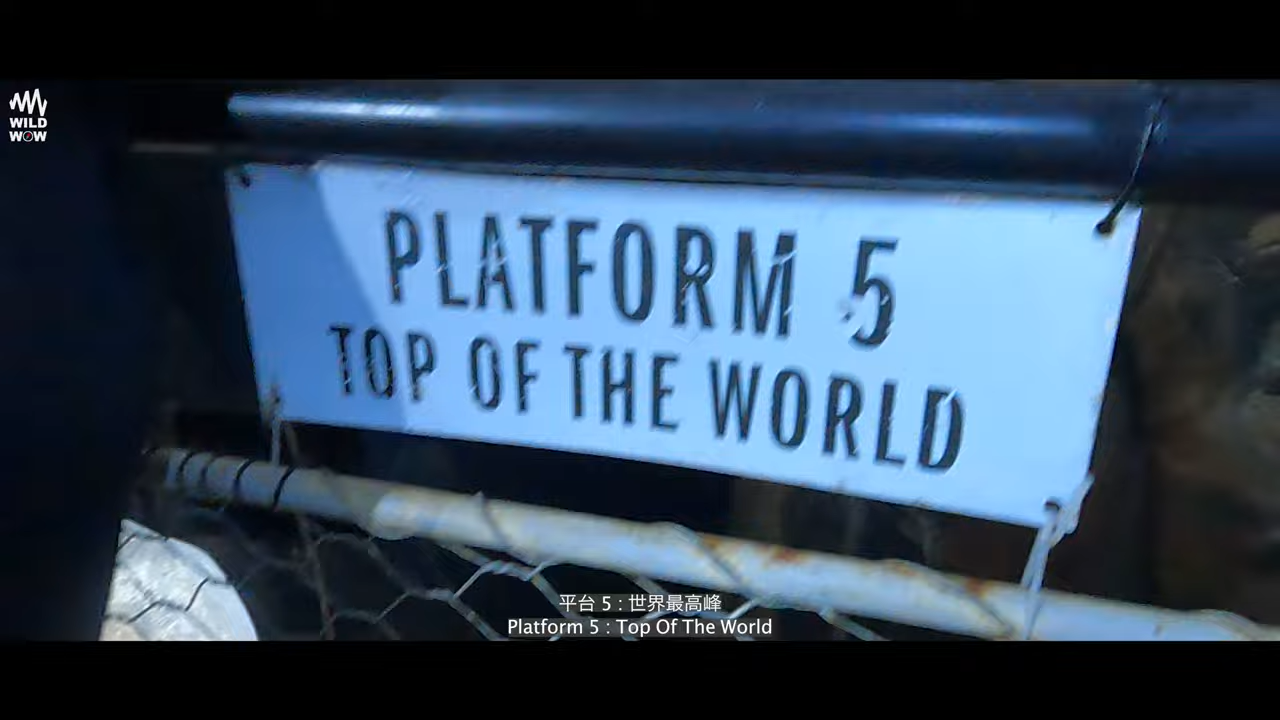 WILD
WOW
PLATFORM 5
TOP OF THE WORLD
平台 5 : 世界最高峰
Platform 5 : Top Of The World